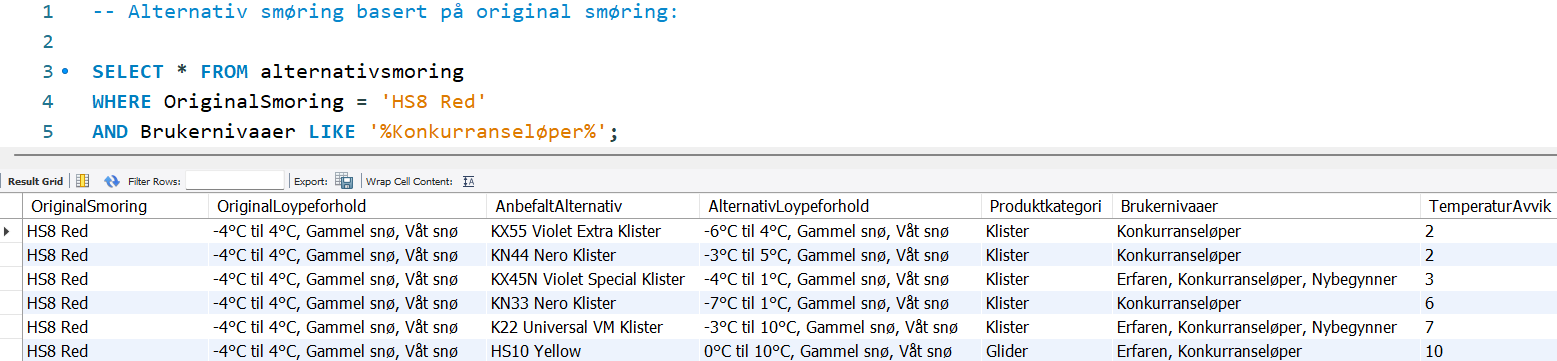 1 -- Alternativ smøring basert på original smøring:
2
3 SELECT * FROM alternativsmoring
4 WHERE OriginalSmoring = 'HS8 Red'
5 AND Brukernivaaer LIKE '%Konkurranseløper%';
Result Grid Filter Rows: Export: Wrap Cell Content: IA
OriginalSmoring OriginalLoypeforhold AnbefaltAlternativ AlternativLoypeforhold Produktkategori Brukernivaaer TemperaturAvvik
HS8 Red -4°C til 4°C, Gammel snø, Våt snø KX55 Violet Extra Klister -6°C til 4°C, Gammel snø, Våt snø Klister Konkurranseløper 2
HS8 Red -4°C til 4°C, Gammel snø, Våt snø KN44 Nero Klister -3°C til 5°C, Gammel snø, Våt snø Klister Konkurranseløper 2
HS8 Red -4°C til 4°C, Gammel snø, Våt snø KX45N Violet Special Klister -4°C til 1°C, Gammel snø, Våt snø Klister Erfaren, Konkurranseløper, Nybegynner 3
HS8 Red -4°C til 4°C, Gammel snø, Våt snø KN33 Nero Klister -7°C til 1°C, Gammel snø, Våt snø Klister Konkurranseløper 6
HS8 Red -4°C til 4°C, Gammel snø, Våt snø K22 Universal VM Klister -3°C til 10°C, Gammel snø, Våt snø Klister Erfaren, Konkurranseløper, Nybegynner 7
HS8 Red -4°C til 4°C, Gammel snø, Våt snø HS10 Yellow 0°C til 10°C, Gammel snø, Våt snø Glider Erfaren, Konkurranseløper 10